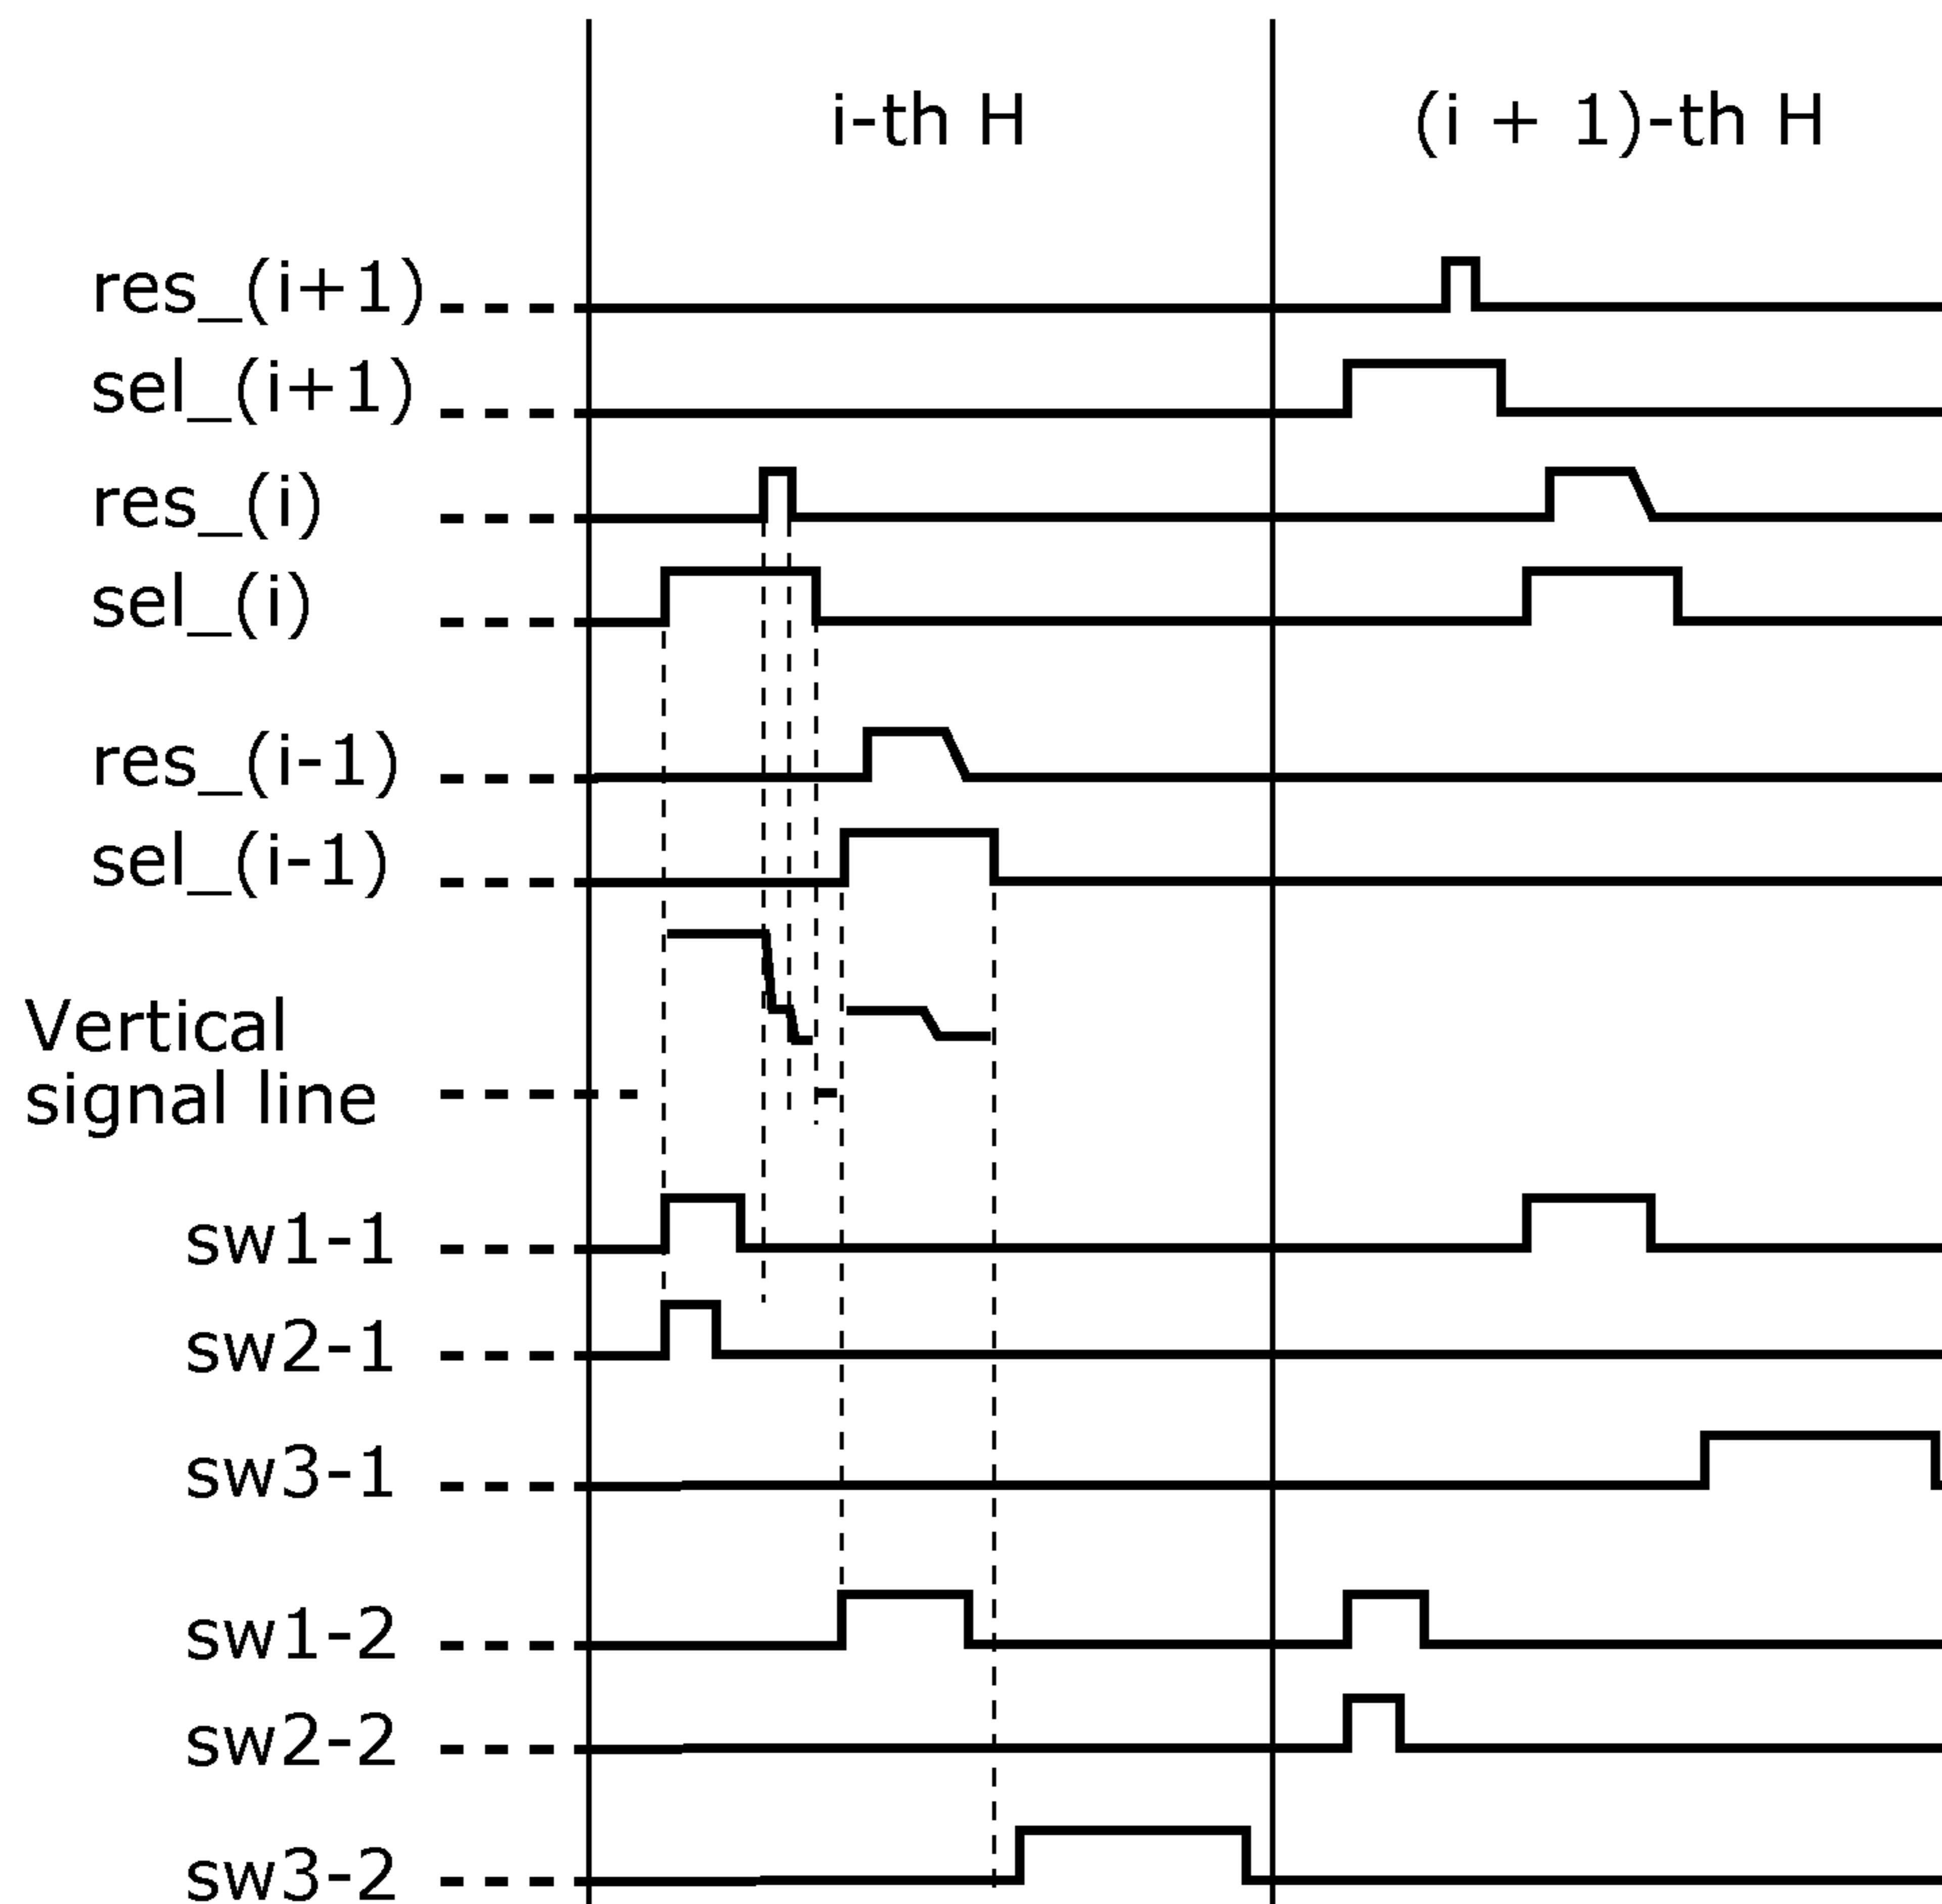 i-th H
(i + 1)-th H
res_(i+1)
sel_(i+1)
res_(i)
sel_(i)
res_(i-1)
sel_(i-1)
Vertical
signal line
sw1-1
sw2-1
sw3-1
sw1-2
sw2-2
sw3-2